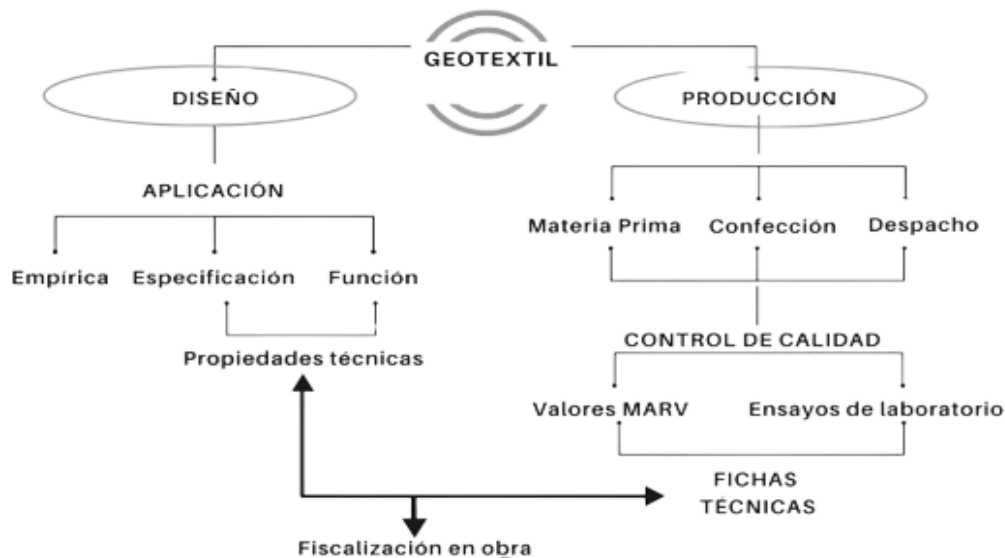 GEOTEXTIL
DISEÑO
PRODUCCIÓN
APLICACIÓN
Materia Prima
Confección
Despacho
Empírica
Especificación
Función
CONTROL DE CALIDAD
Propiedades técnicas
Valores MARV
Ensayos de laboratorio
FICHAS
TÉCNICAS
Fiscalización en obra